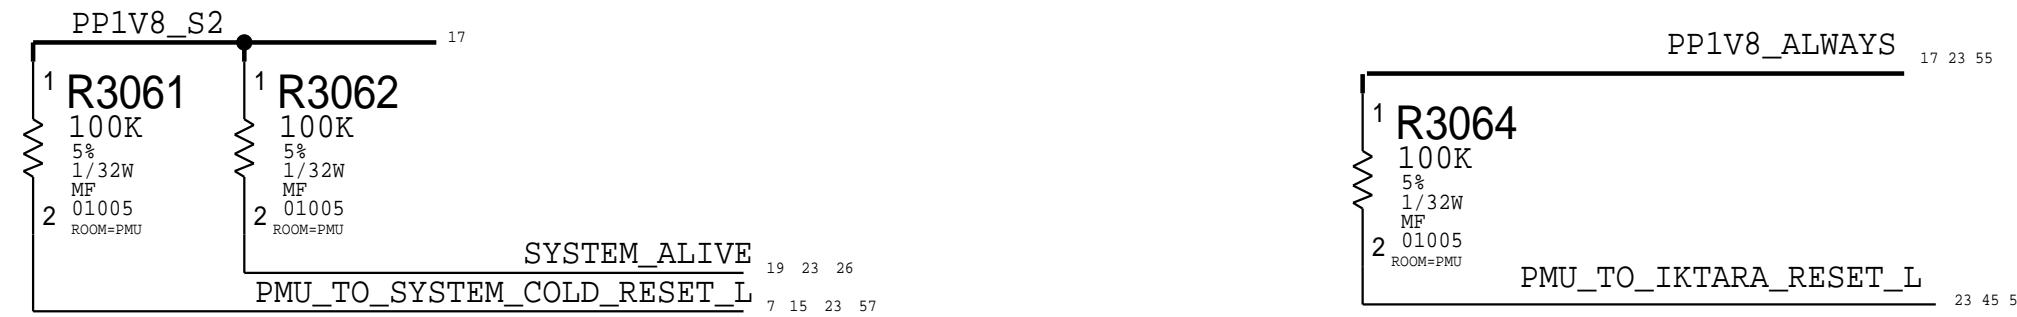 PP1V8_S2
17
1 R3061
100K
5%
1/32W
MF
2 01005
ROOM=PMU
1 R3062
100K
5%
1/32W
MF
2 01005
ROOM=PMU
SYSTEM_ALIVE 19 23 26
PMU_TO_SYSTEM_COLD_RESET_L 7 15 23 57
PP1V8_ALWAYS 17 23 55
1 R3064
100K
5%
1/32W
MF
2 01005
ROOM=PMU
PMU_TO_IKTARA_RESET_L 23 45 5